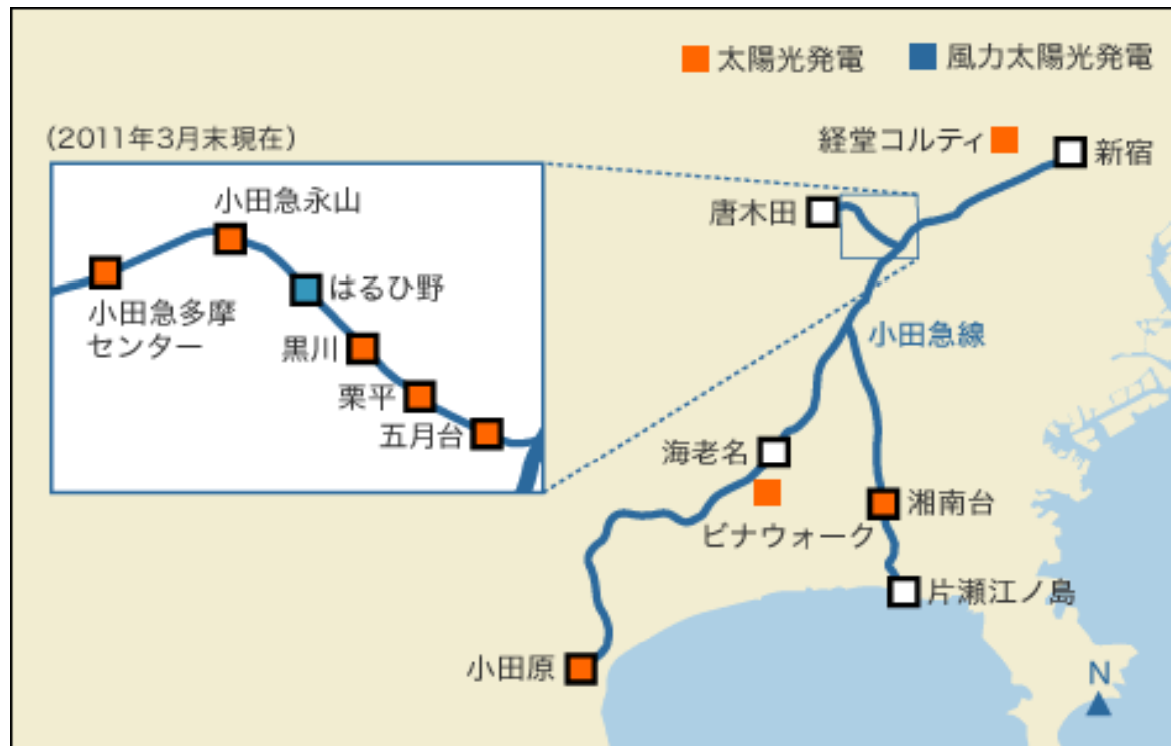 太陽光発電
風力太陽光発電
(2011年3月末現在)
経堂コルティ
新宿
小田急永山
唐木田
はるひ野
小田急多摩
センター
黒川
小田急線
栗平
五月台
海老名
湘南台
ビナウォーク
片瀬江ノ島
小田原
N